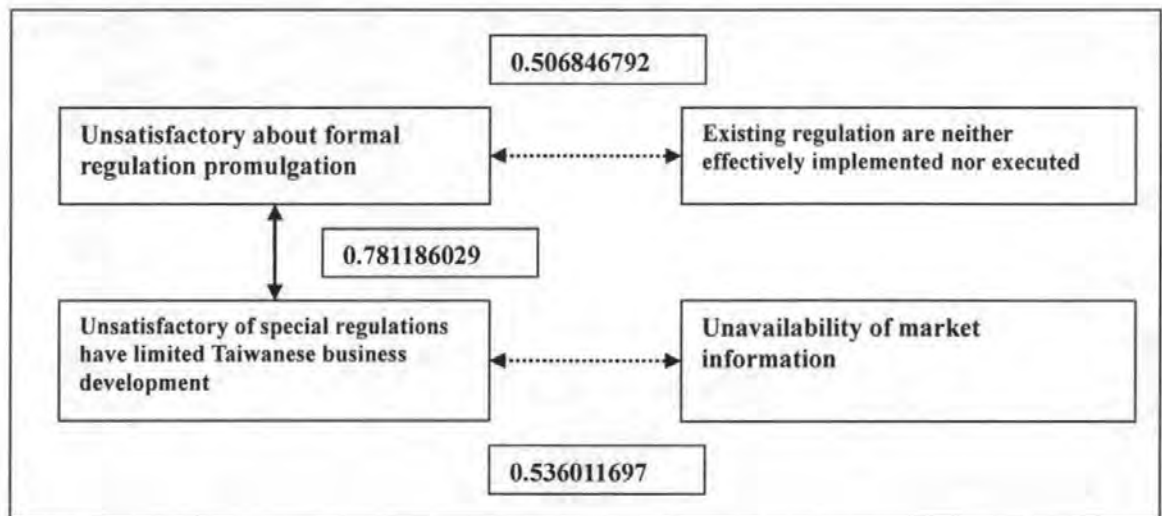 0.506846792
Unsatisfactory about formal
regulation promulgation
Existing regulation are neither
effectively implemented nor executed
0.781186029
Unsatisfactory of special regulations
have limited Taiwanese business
development
Unavailability of market
information
0.536011697